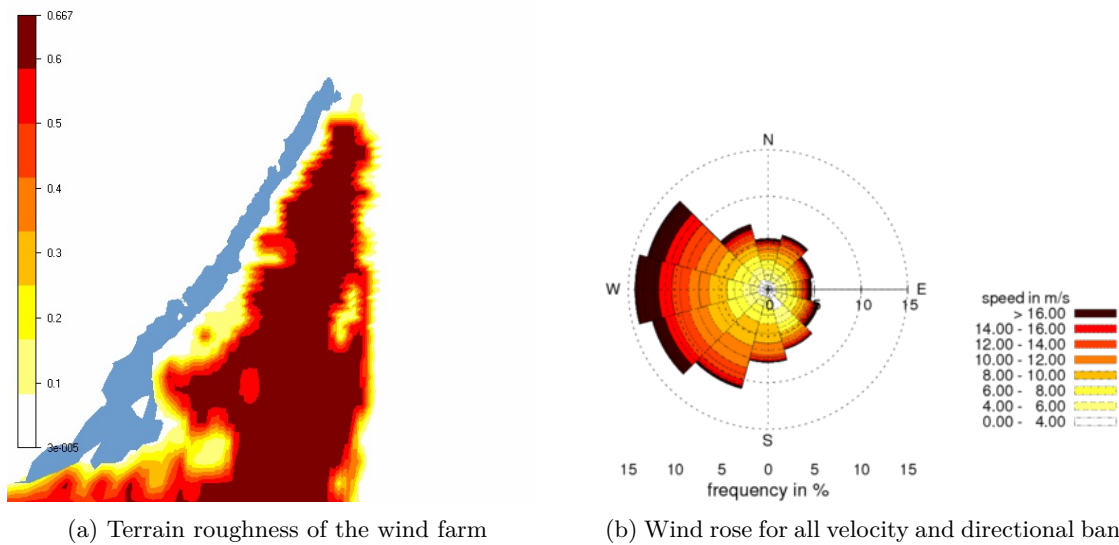 0.667
0.6
0.5
0.4
0.3
0.2
0.1
3e-005
N
W
0 5 10 15 E
S
15 10 5 0 5 10 15
frequency in %
speed in m/s
> 16.00
14.00 - 16.00
12.00 - 14.00
10.00 - 12.00
8.00 - 10.00
6.00 - 8.00
4.00 - 6.00
0.00 - 4.00
(a) Terrain roughness of the wind farm
(b) Wind rose for all velocity and directional ban